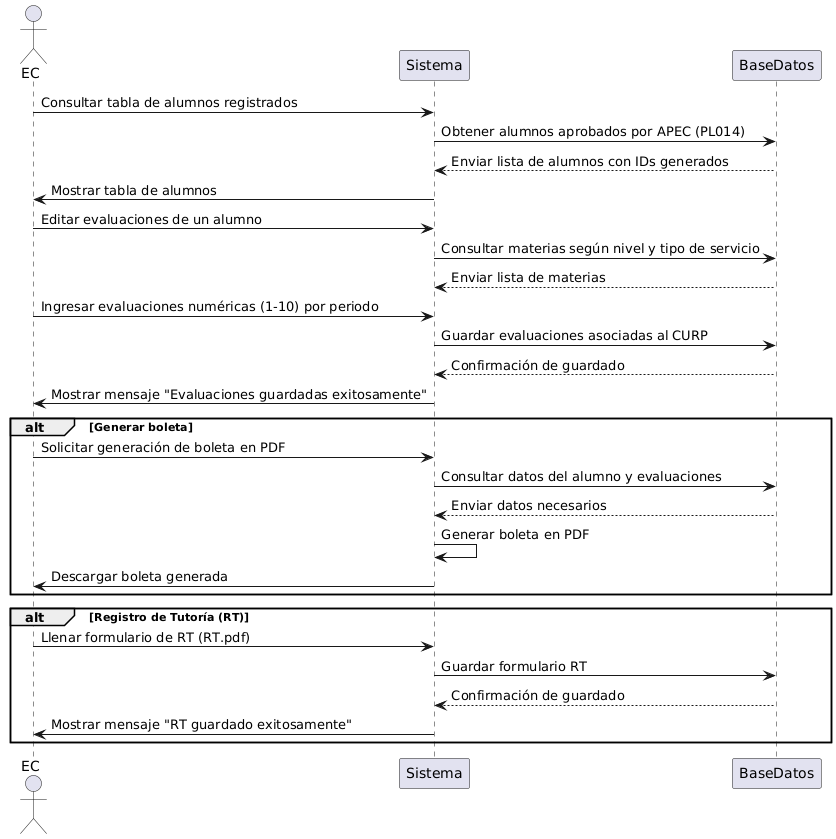 EC
Sistema
BaseDatos
Consultar tabla de alumnos registrados
Obtener alumnos aprobados por APEC (PL014)
Enviar lista de alumnos con IDs generados
Mostrar tabla de alumnos
Editar evaluaciones de un alumno
Consultar materias según nivel y tipo de servicio
Enviar lista de materias
Ingresar evaluaciones numéricas (1-10) por periodo
Guardar evaluaciones asociadas al CURP
Confirmación de guardado
Mostrar mensaje "Evaluaciones guardadas exitosamente"
alt [Generar boleta]
Solicitar generación de boleta en PDF
Consultar datos del alumno y evaluaciones
Enviar datos necesarios
Generar boleta en PDF
Descargar boleta generada
alt [Registro de Tutoría (RT)]
Llenar formulario de RT (RT.pdf)
Guardar formulario RT
Confirmación de guardado
Mostrar mensaje "RT guardado exitosamente"
EC
Sistema
BaseDatos